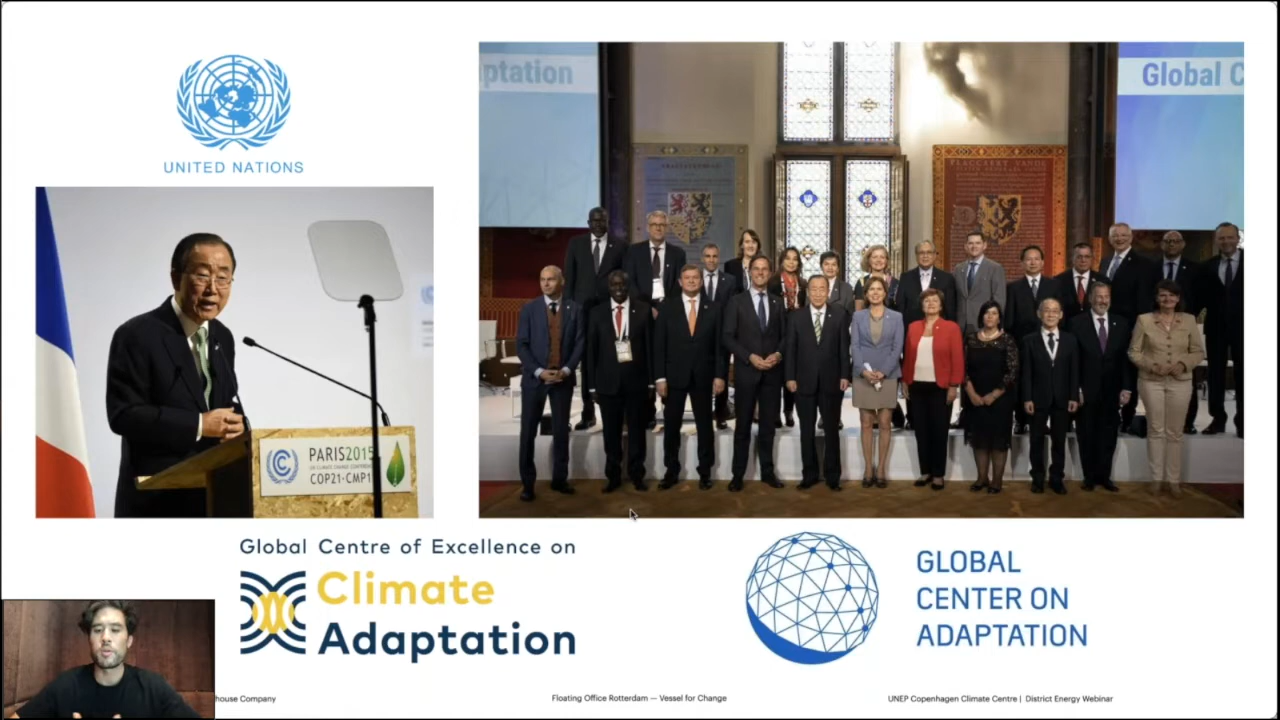 UNITED NATIONS
aptation
Global C
PARIS2015
COP21·CMP1
Global Centre of Excellence on
Climate
Adaptation
GLOBAL
CENTER ON
ADAPTATION
house Company
Floating Office Rotterdam — Vessel for Change
UNEP Copenhagen Climate Centre | District Energy Webinar